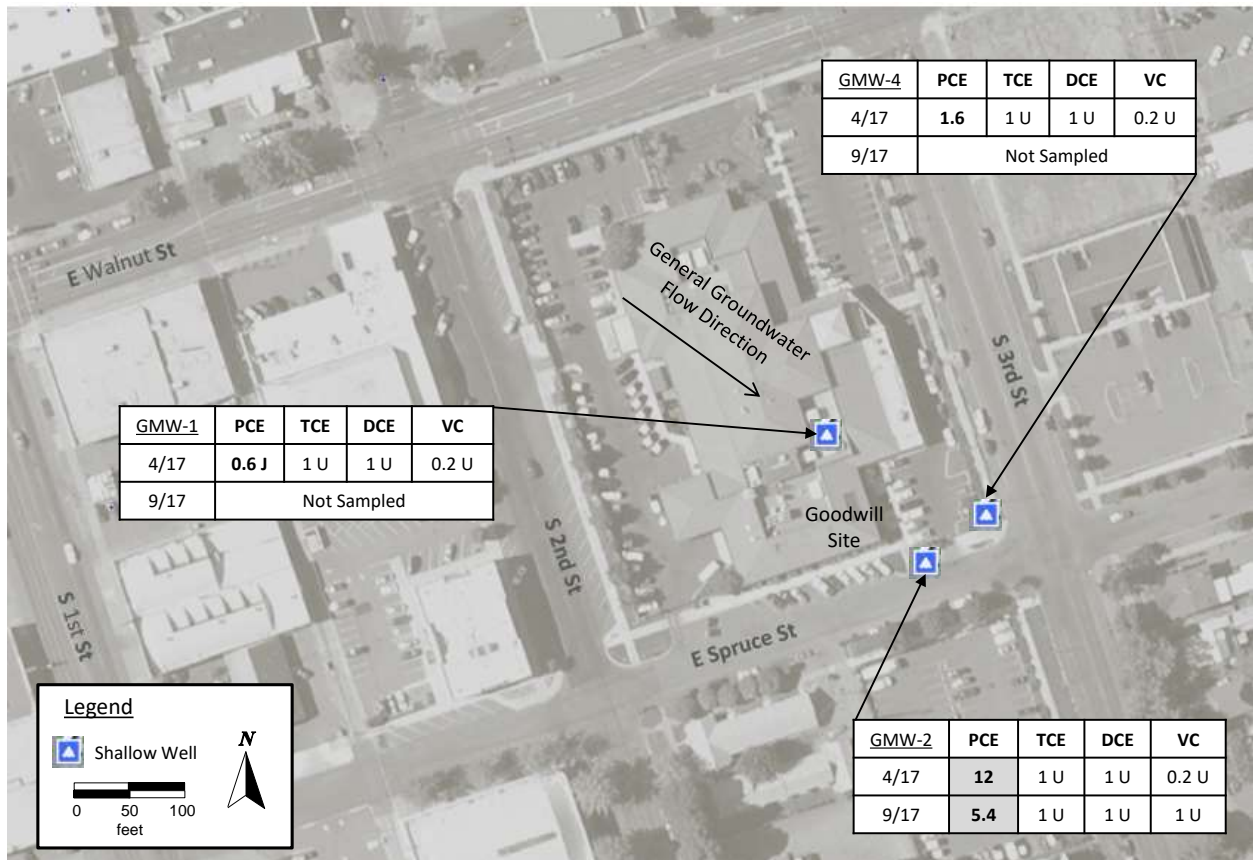 GMW-4 PCE TCE DCE VC
4/17 1.6 1 U 1 U 0.2 U
9/17 Not Sampled
E Walnut St
General Groundwater
Flow Direction
S 3rd St
GMW-1 PCE TCE DCE VC
4/17 0.6 J 1 U 1 U 0.2 U
9/17 Not Sampled
Goodwill
Site
S 2nd St
S 1st St
E Spruce St
Legend
Shallow Well
N
0 50 100
feet
GMW-2 PCE TCE DCE VC
4/17 12 1 U 1 U 0.2 U
9/17 5.4 1 U 1 U 1 U